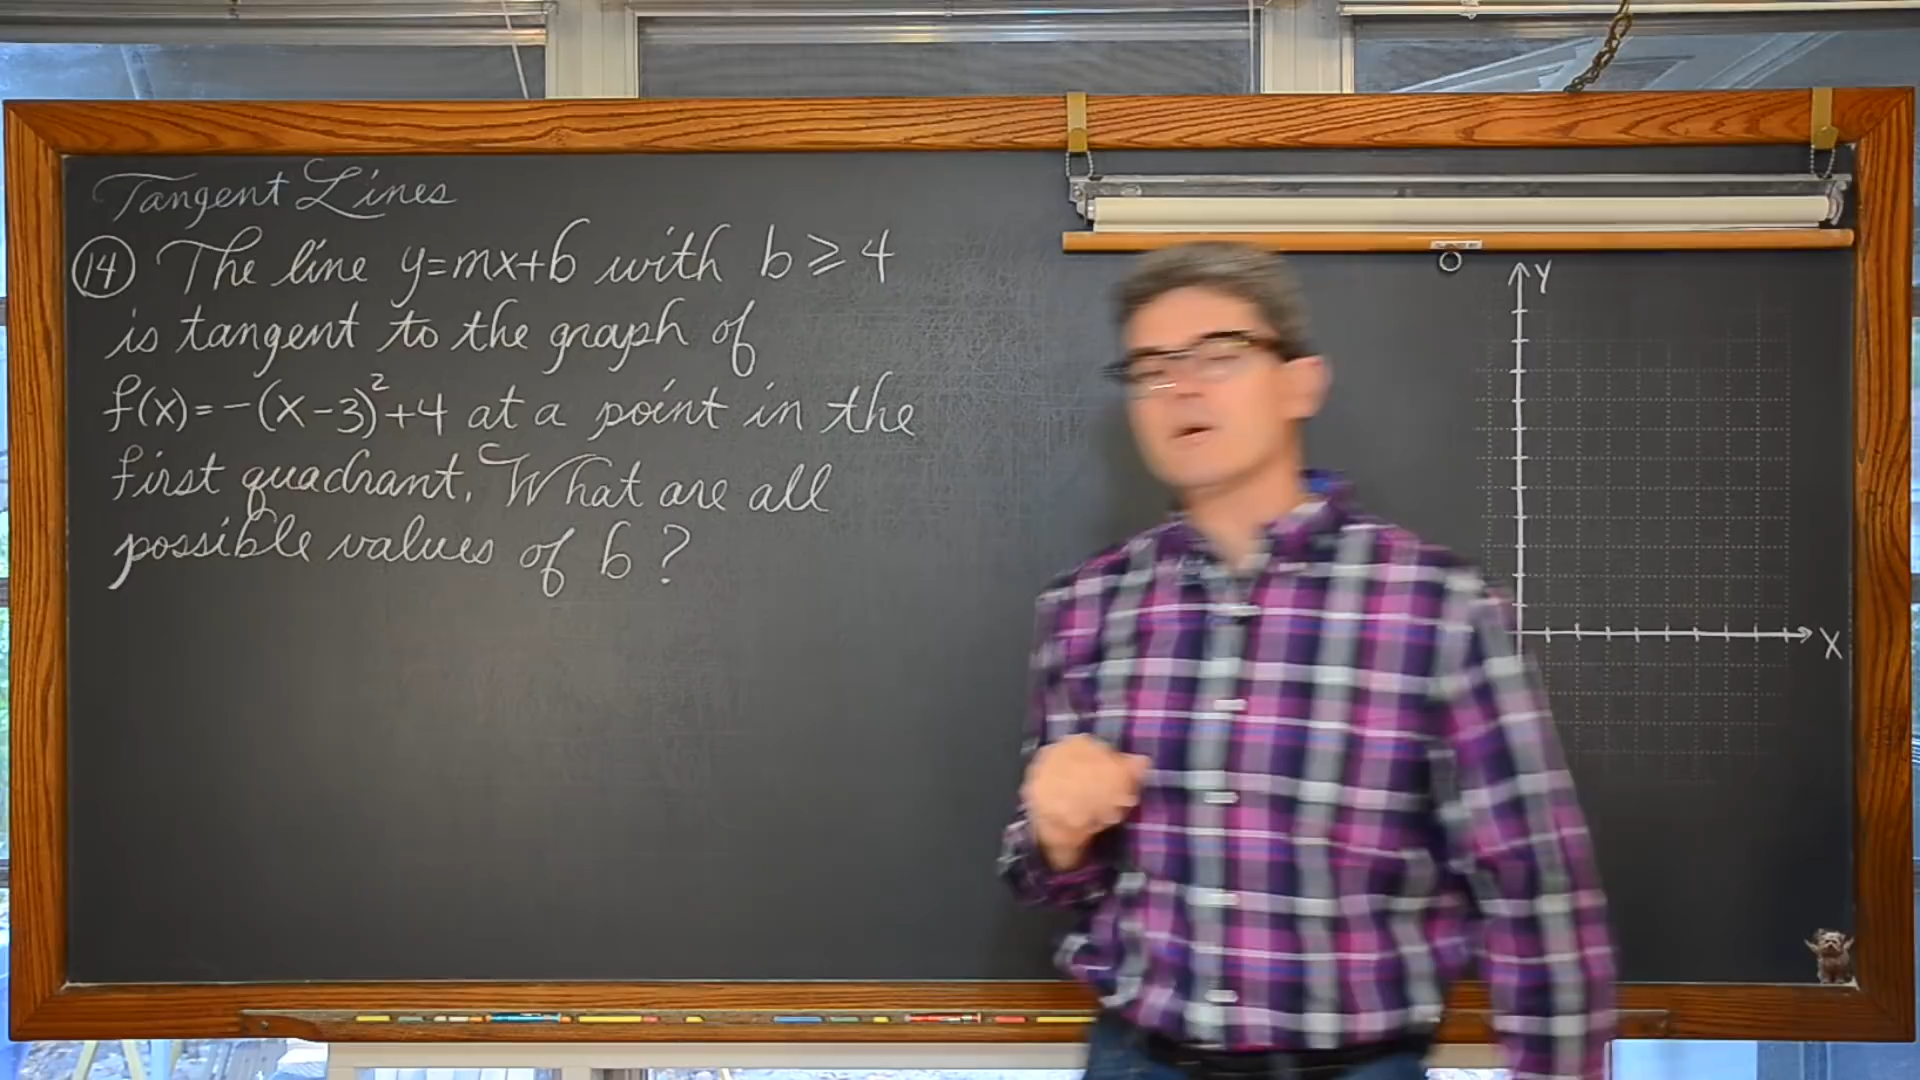 Tangent Lines
⑭ The line y=mx+b with b ≥ 4
is tangent to the graph of
f(x)=-(x-3)²+4 at a point in the
first quadrant. What are all
possible values of b?
Y
X